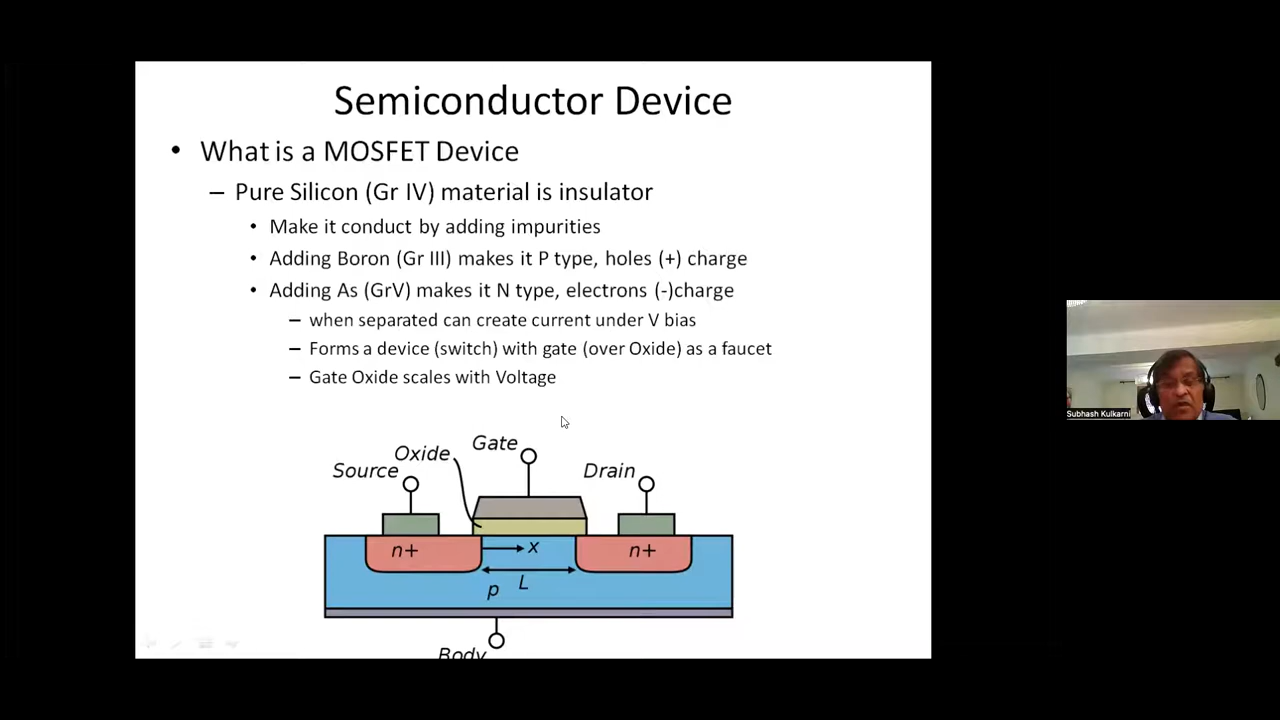 Semiconductor Device
• What is a MOSFET Device
– Pure Silicon (Gr IV) material is insulator
• Make it conduct by adding impurities
• Adding Boron (Gr III) makes it P type, holes (+) charge
• Adding As (GrV) makes it N type, electrons (-)charge
– when separated can create current under V bias
– Forms a device (switch) with gate (over Oxide) as a faucet
– Gate Oxide scales with Voltage
Source
Oxide
Gate
Drain
n+
x
n+
p
L
Body
Subhash Kulkarni